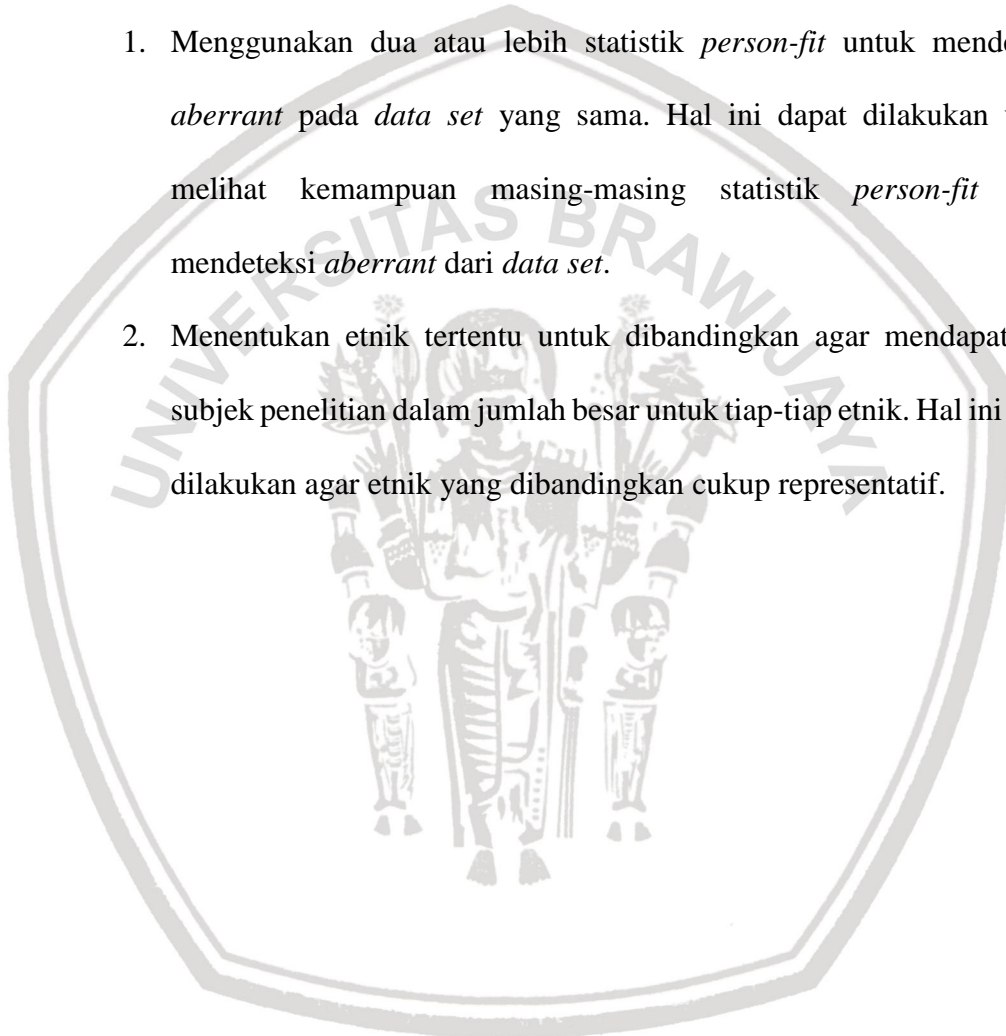 1. Menggunakan dua atau lebih statistik person-fit untuk
aberrant pada data set yang sama. Hal ini dapat dilakukan
melihat kemampuan masing-masing statistik person-fit
mendeteksi aberrant dari data set.
2. Menentukan etnik tertentu untuk dibandingkan agar mendapat
subjek penelitian dalam jumlah besar untuk tiap-tiap etnik. Hal ini
dilakukan agar etnik yang dibandingkan cukup representatif.
UNIVERSITAS BRAWIJAYA